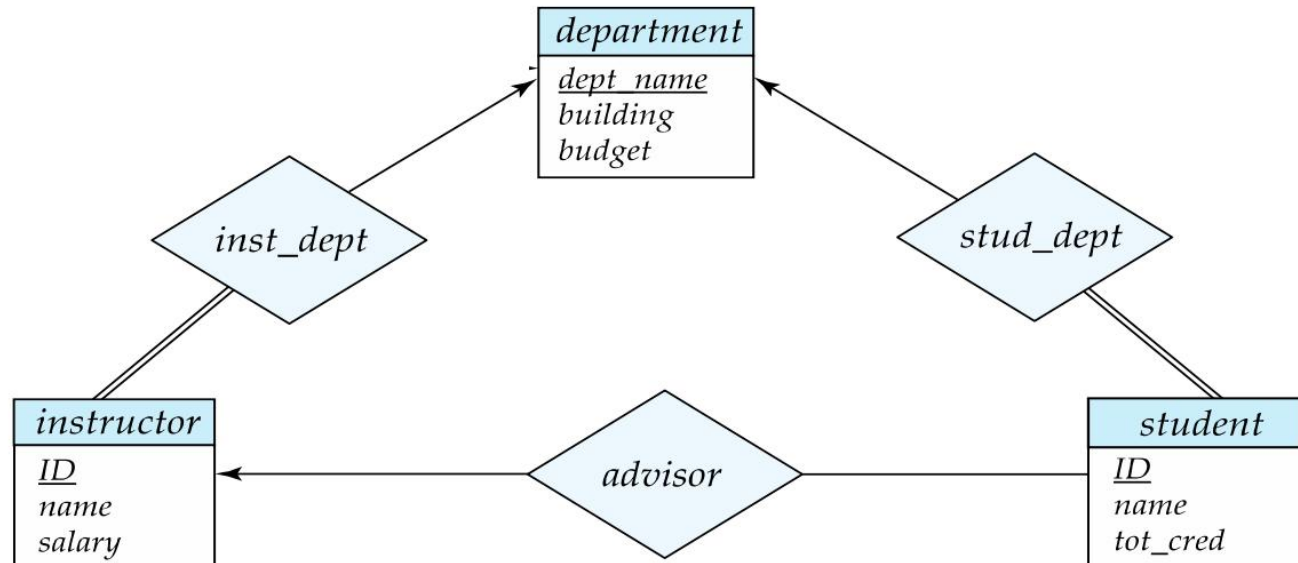 department
dept_name
building
budget
inst_dept
stud_dept
instructor
ID
name
salary
advisor
student
ID
name
tot_cred